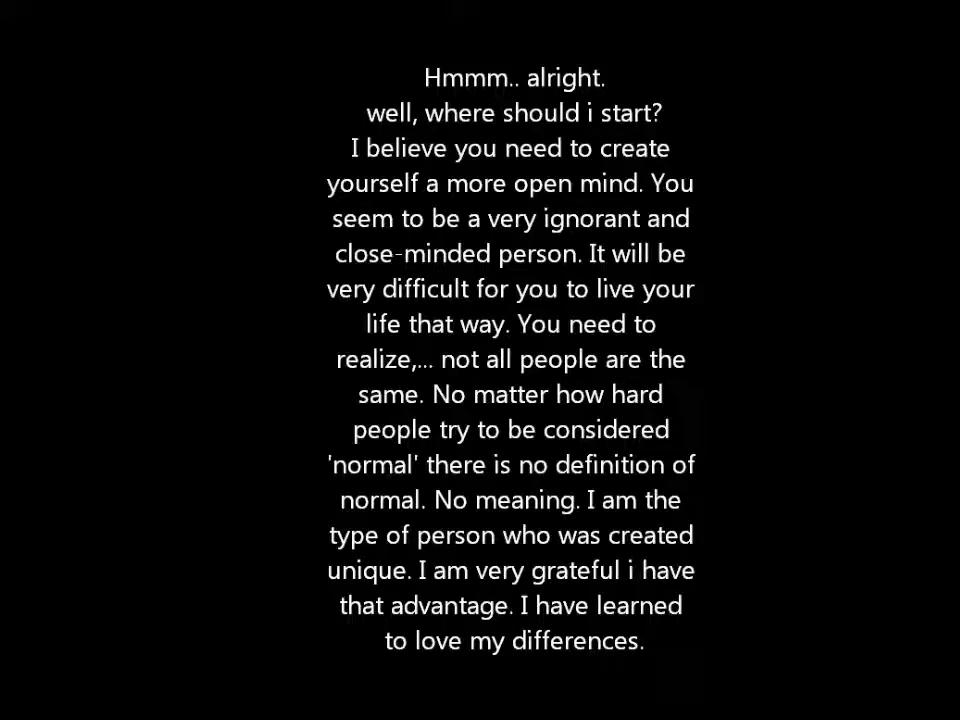 Hmmm.. alright.
well, where should i start?
I believe you need to create
yourself a more open mind. You
seem to be a very ignorant and
close-minded person. It will be
very difficult for you to live your
life that way. You need to
realize,... not all people are the
same. No matter how hard
people try to be considered
'normal' there is no definition of
normal. No meaning. I am the
type of person who was created
unique. I am very grateful i have
that advantage. I have learned
to love my differences.